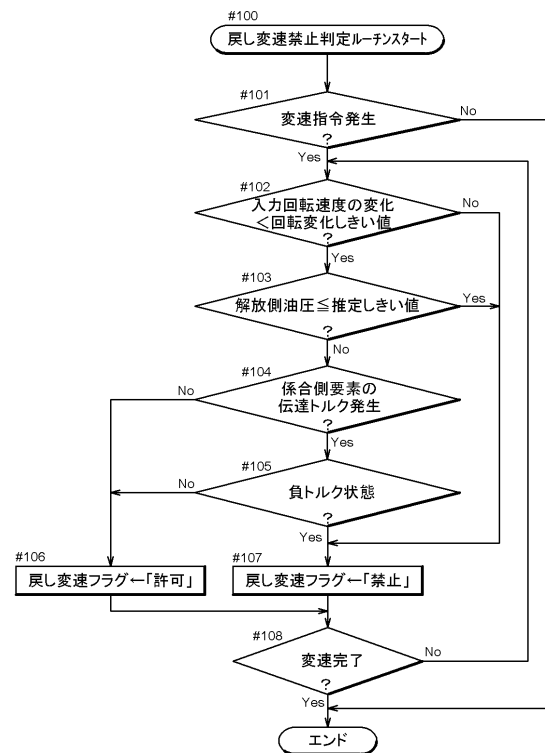 #100
戻し変速禁止判定ルーチンスタート
#101
変速指令発生
?
No
Yes
#102
入力回転速度の変化
<回転変化しきい値
?
No
Yes
#103
解放側油圧≦推定しきい値
?
Yes
No
#104
係合側要素の
伝達トルク発生
?
No
Yes
#105
負トルク状態
?
No
Yes
#106
戻し変速フラグ←「許可」
#107
戻し変速フラグ←「禁止」
#108
変速完了
?
No
Yes
エンド